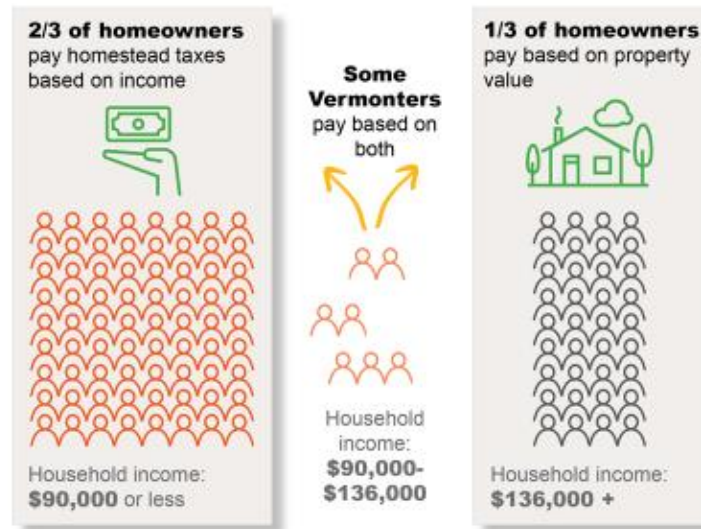 2/3 of homeowners
pay homestead taxes
based on income
Household income:
$90,000 or less
Some
Vermonters
pay based on
both
Household
income:
$90,000-
$136,000
1/3 of homeowners
pay based on property
value
Household income:
$136,000 +